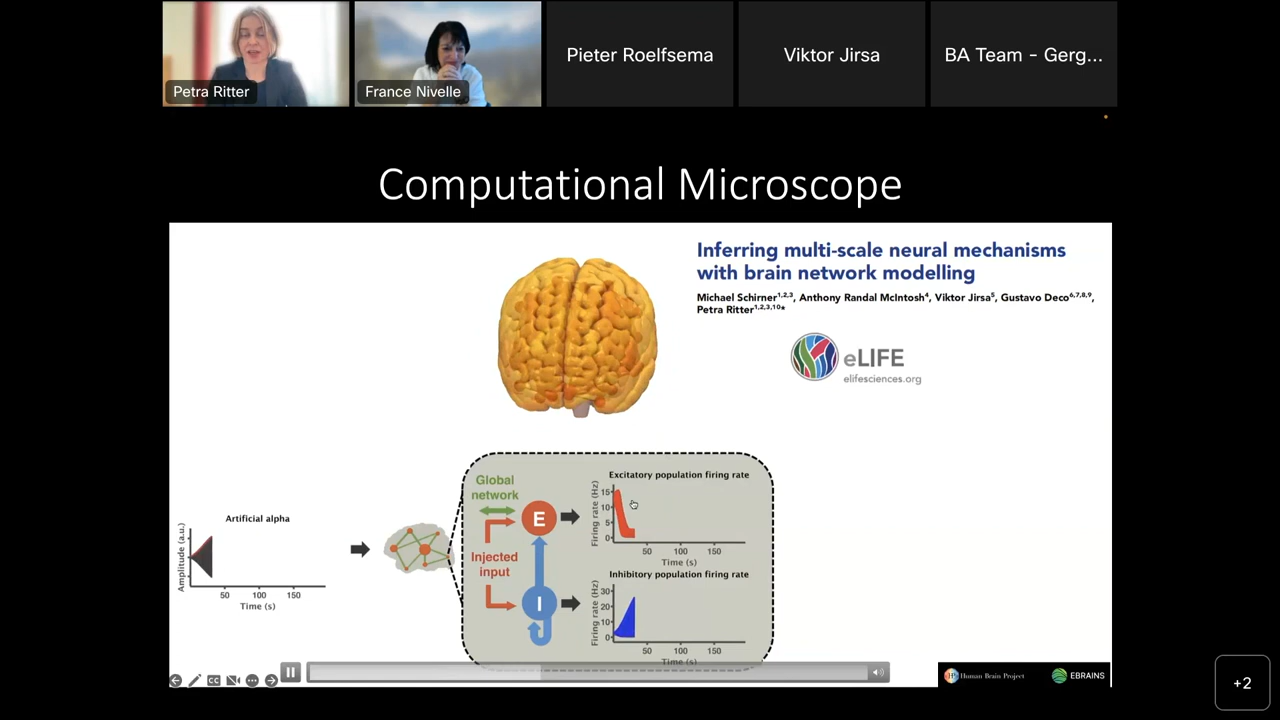 Petra Ritter
France Nivelle
Pieter Roelfsema
Viktor Jirsa
BA Team - Gerg...
Computational Microscope
Inferring multi-scale neural mechanisms
with brain network modelling
Michael Schirner1,2,3, Anthony Randal McIntosh4, Viktor Jirsa5, Gustavo Deco6,7,8,9,
Petra Ritter1,2,3,10*
eLIFE
elifesciences.org
Artificial alpha
Amplitude (a.u.)
50 100 150
Time (s)
Global
network
Injected
input
E
I
Excitatory population firing rate
Firing rate (Hz)
15
10
5
0
50 100 150
Time (s)
Inhibitory population firing rate
Firing rate (Hz)
30
20
10
0
50 100 150
Time (s)
CC
Human Brain Project
EBRAINS
+2